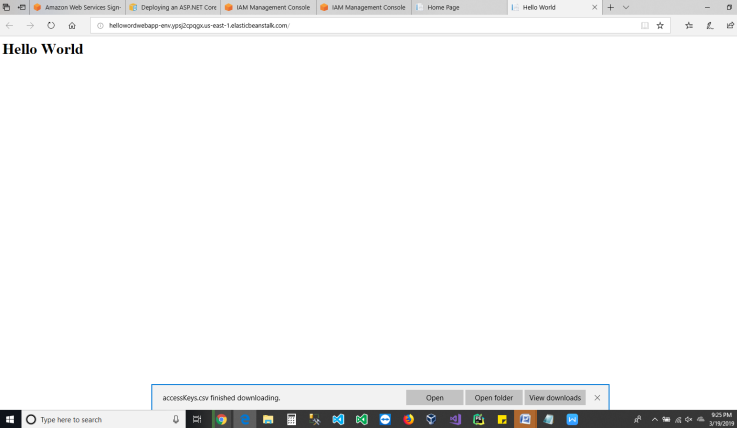 Amazon Web Services Sign-
Deploying an ASP.NET Core
IAM Management Console
IAM Management Console
Home Page
Hello World
hellowordwebapp-env.ypsj2cpqgx.us-east-1.elasticbeanstalk.com/
Hello World
accessKeys.csv finished downloading.
Open
Open folder
View downloads
Type here to search
9:25 PM
3/19/2019